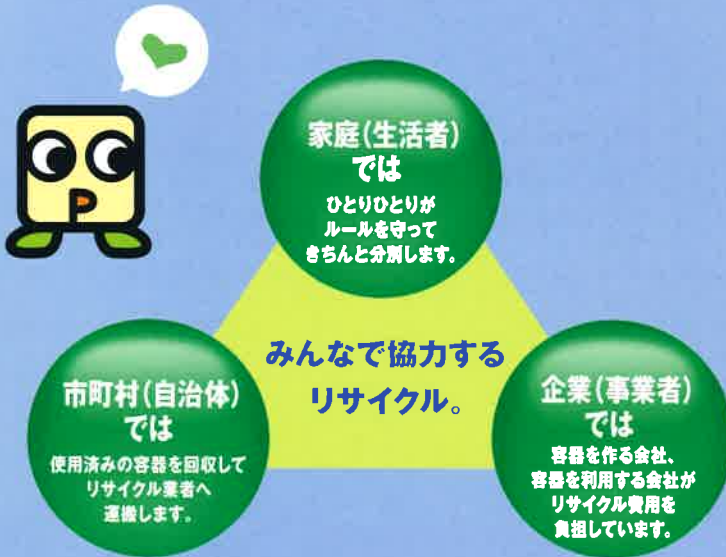 家庭(生活者)
では
ひとりひとりが
ルールを守って
きちんと分別します。
みんなで協力する
リサイクル。
市町村(自治体)
では
使用済みの容器を回収して
リサイクル業者へ
運搬します。
企業(事業者)
では
容器を作る会社、
容器を利用する会社が
リサイクル費用を
負担しています。
P